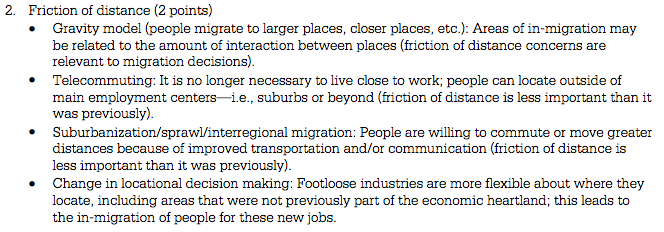 2. Friction of distance (2 points)
• Gravity model (people migrate to larger places, closer places, etc.): Areas of in-migration may
be related to the amount of interaction between places (friction of distance concerns are
relevant to migration decisions).
• Telecommuting: It is no longer necessary to live close to work; people can locate outside of
main employment centers—i.e., suburbs or beyond (friction of distance is less important than it
was previously).
• Suburbanization/sprawl/interregional migration: People are willing to commute or move greater
distances because of improved transportation and/or communication (friction of distance is
less important than it was previously).
• Change in locational decision making: Footloose industries are more flexible about where they
locate, including areas that were not previously part of the economic heartland; this leads to
the in-migration of people for these new jobs.